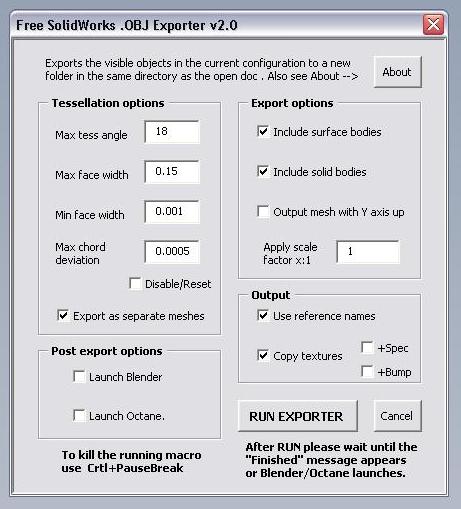 Free SolidWorks .OBJ Exporter v2.0
Exports the visible objects in the current configuration to a new
folder in the same directory as the open doc . Also see About -->
About
Tessellation options
Max tess angle 18
Max face width 0.15
Min face width 0.001
Max chord
deviation 0.0005
Disable/Reset
Export as separate meshes
Export options
Include surface bodies
Include solid bodies
Output mesh with Y axis up
Apply scale
factor x:1 1
Output
Use reference names
Copy textures
+Spec
+Bump
Post export options
Launch Blender
Launch Octane.
RUN EXPORTER
Cancel
To kill the running macro
use Crtl+PauseBreak
After RUN please wait until the
"Finished" message appears
or Blender/Octane launches.